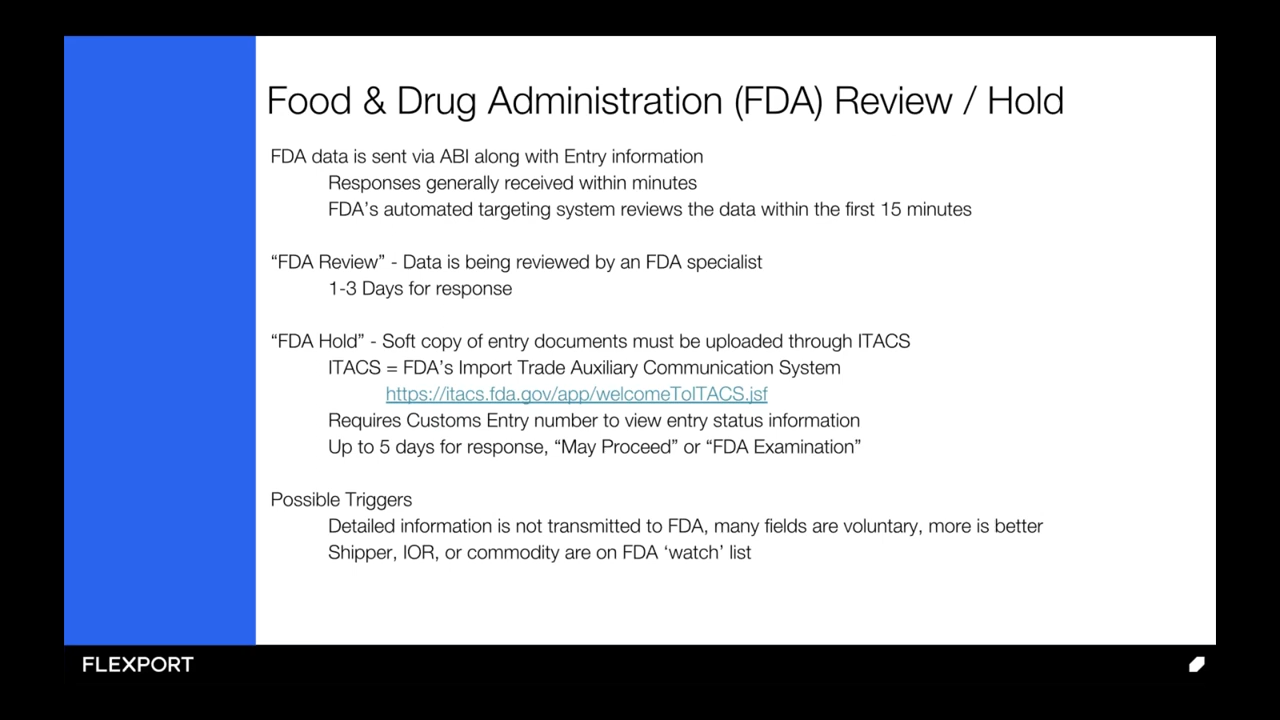 Food & Drug Administration (FDA) Review / Hold
FDA data is sent via ABI along with Entry information
Responses generally received within minutes
FDA's automated targeting system reviews the data within the first 15 minutes
“FDA Review” - Data is being reviewed by an FDA specialist
1-3 Days for response
“FDA Hold” - Soft copy of entry documents must be uploaded through ITACS
ITACS = FDA's Import Trade Auxiliary Communication System
https://itacs.fda.gov/app/welcomeToITACS.jsf
Requires Customs Entry number to view entry status information
Up to 5 days for response, “May Proceed” or “FDA Examination”
Possible Triggers
Detailed information is not transmitted to FDA, many fields are voluntary, more is better
Shipper, IOR, or commodity are on FDA ‘watch’ list
FLEXPORT